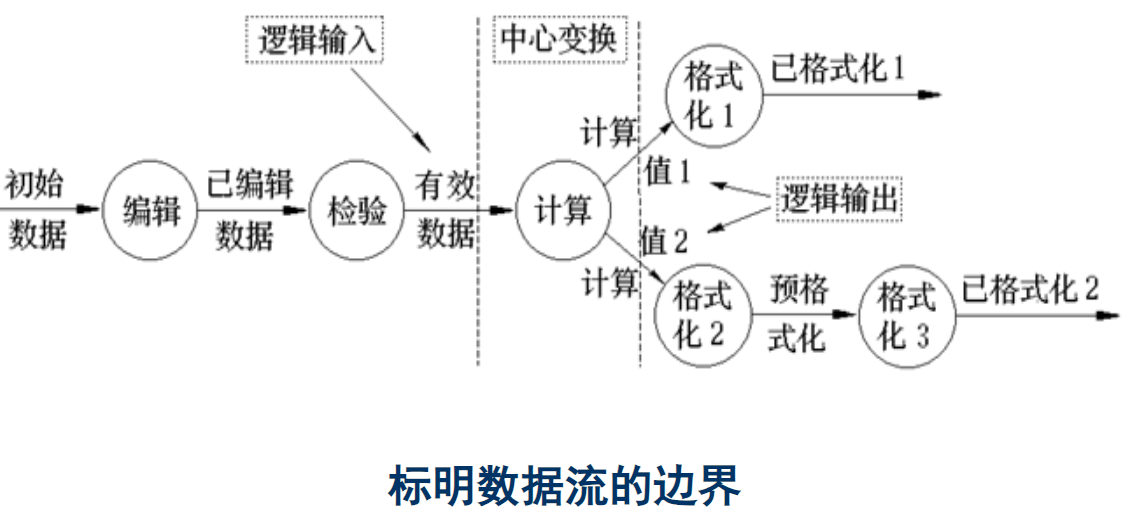 逻辑输入
中心变换
初始
数据
编辑
已编辑
数据
检验
有效
数据
计算
计算
值1
计算
值2
格式
化1
已格式化1
逻辑输出
格式
化2
预格
式化
格式
化3
已格式化2
标明数据流的边界